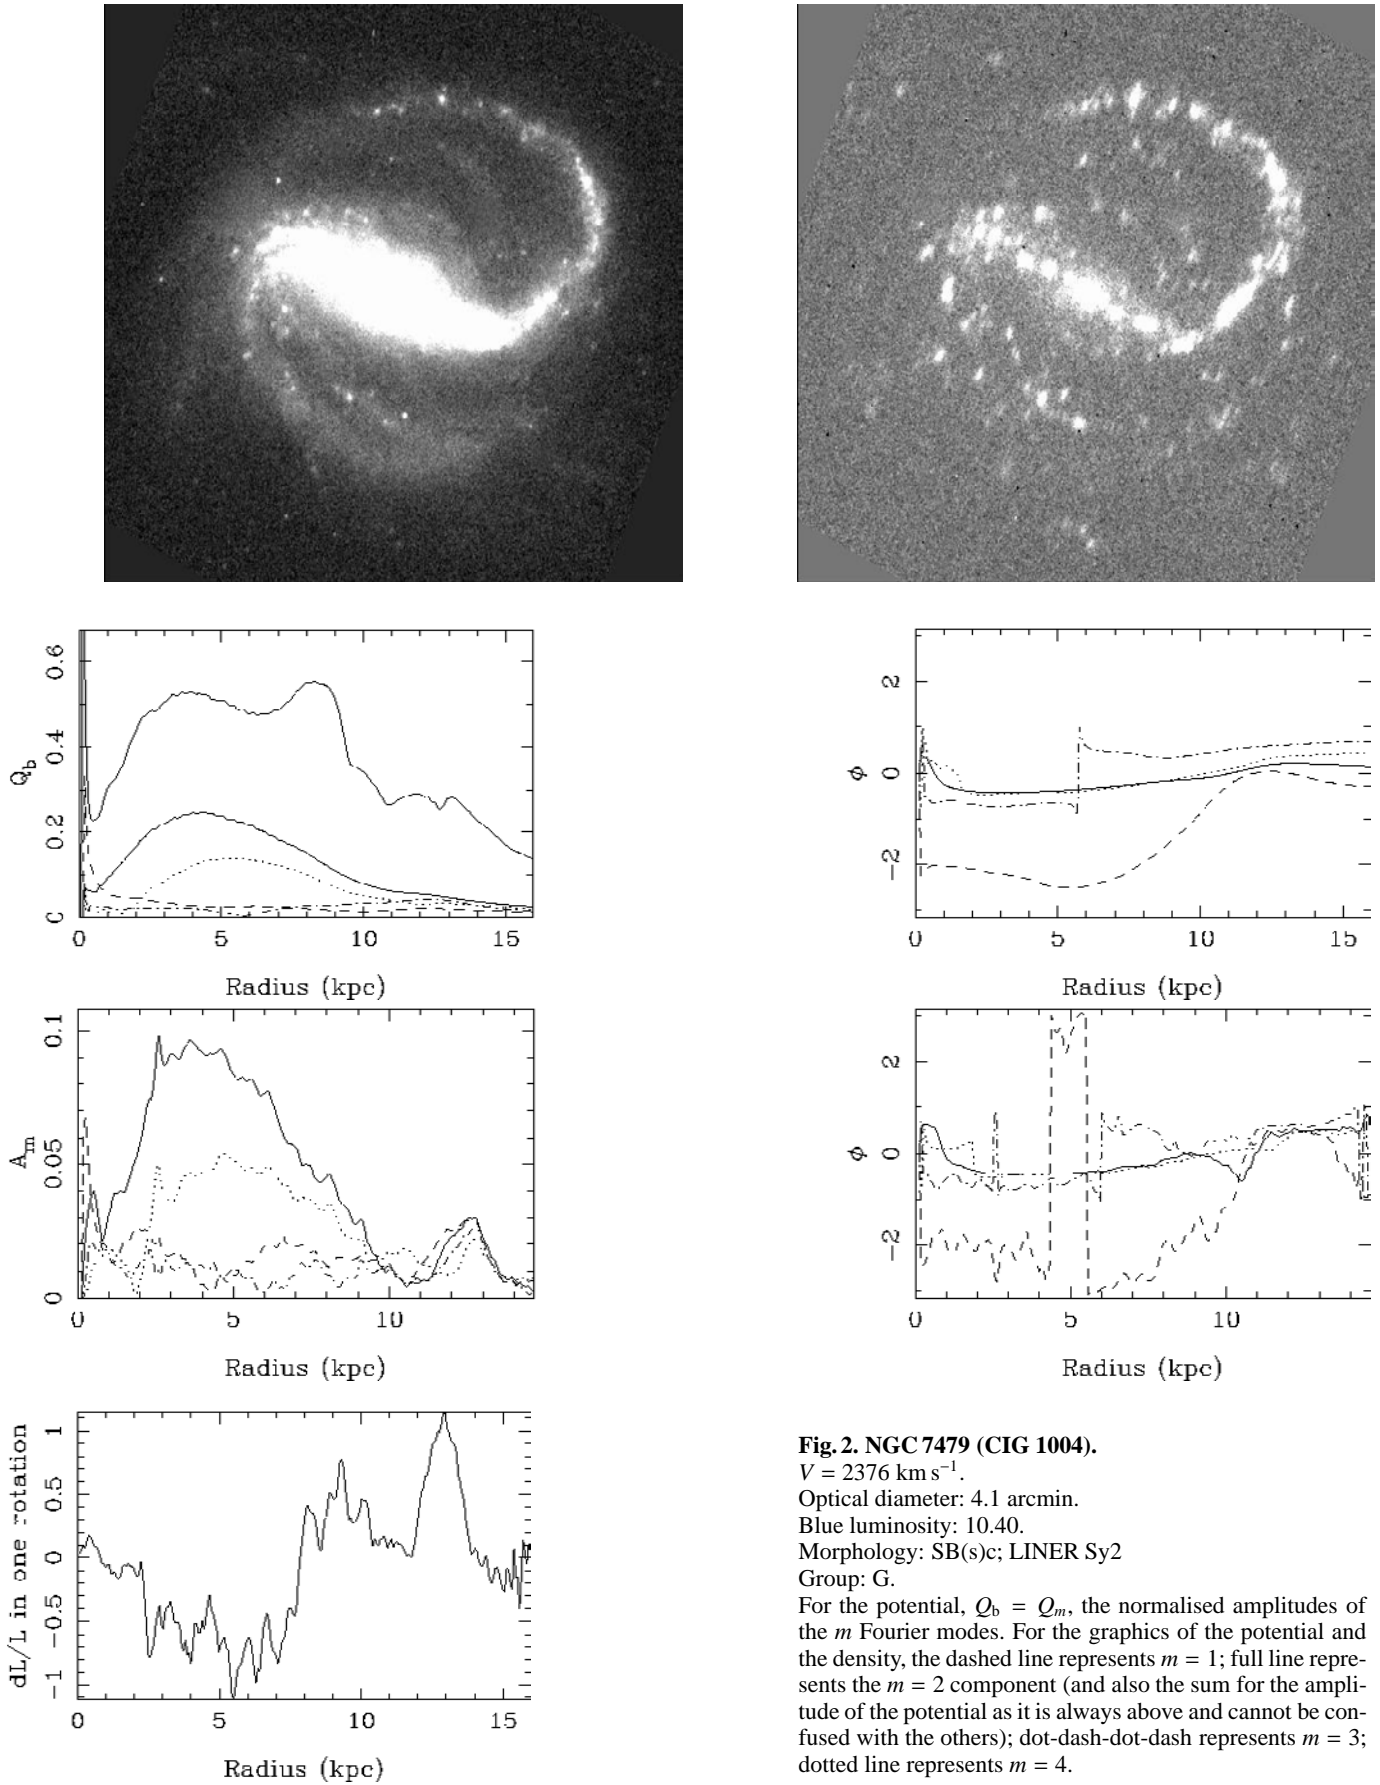 0 0.2 0.4 0.6
Q_b
0 5 10 15
Radius (kpc)
−2 0 2
ϕ
0 5 10 15
Radius (kpc)
0 0.05 0.1
A_m
0 5 10
Radius (kpc)
−2 0 2
ϕ
0 5 10
Radius (kpc)
−1 −0.5 0 0.5 1
dL/L in one rotation
0 5 10 15
Radius (kpc)
Fig. 2. NGC 7479 (CIG 1004).
V = 2376 km s⁻¹.
Optical diameter: 4.1 arcmin.
Blue luminosity: 10.40.
Morphology: SB(s)c; LINER Sy2
Group: G.
For the potential, Q_b = Q_m, the normalised amplitudes of
the m Fourier modes. For the graphics of the potential and
the density, the dashed line represents m = 1; full line repre-
sents the m = 2 component (and also the sum for the ampli-
tude of the potential as it is always above and cannot be con-
fused with the others); dot-dash-dot-dash represents m = 3;
dotted line represents m = 4.